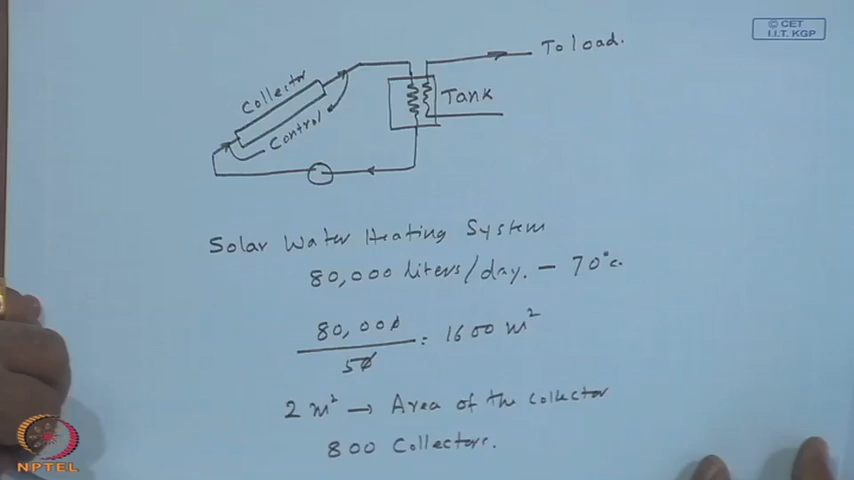 © CET
I.I.T. KGP
To load.
Collector
Control
Tank
Solar Water Heating System
80,000 liters/day. – 70°c.
80,000
50
: 1600 m²
2 m² → Area of the collector
800 Collectors.
NPTEL